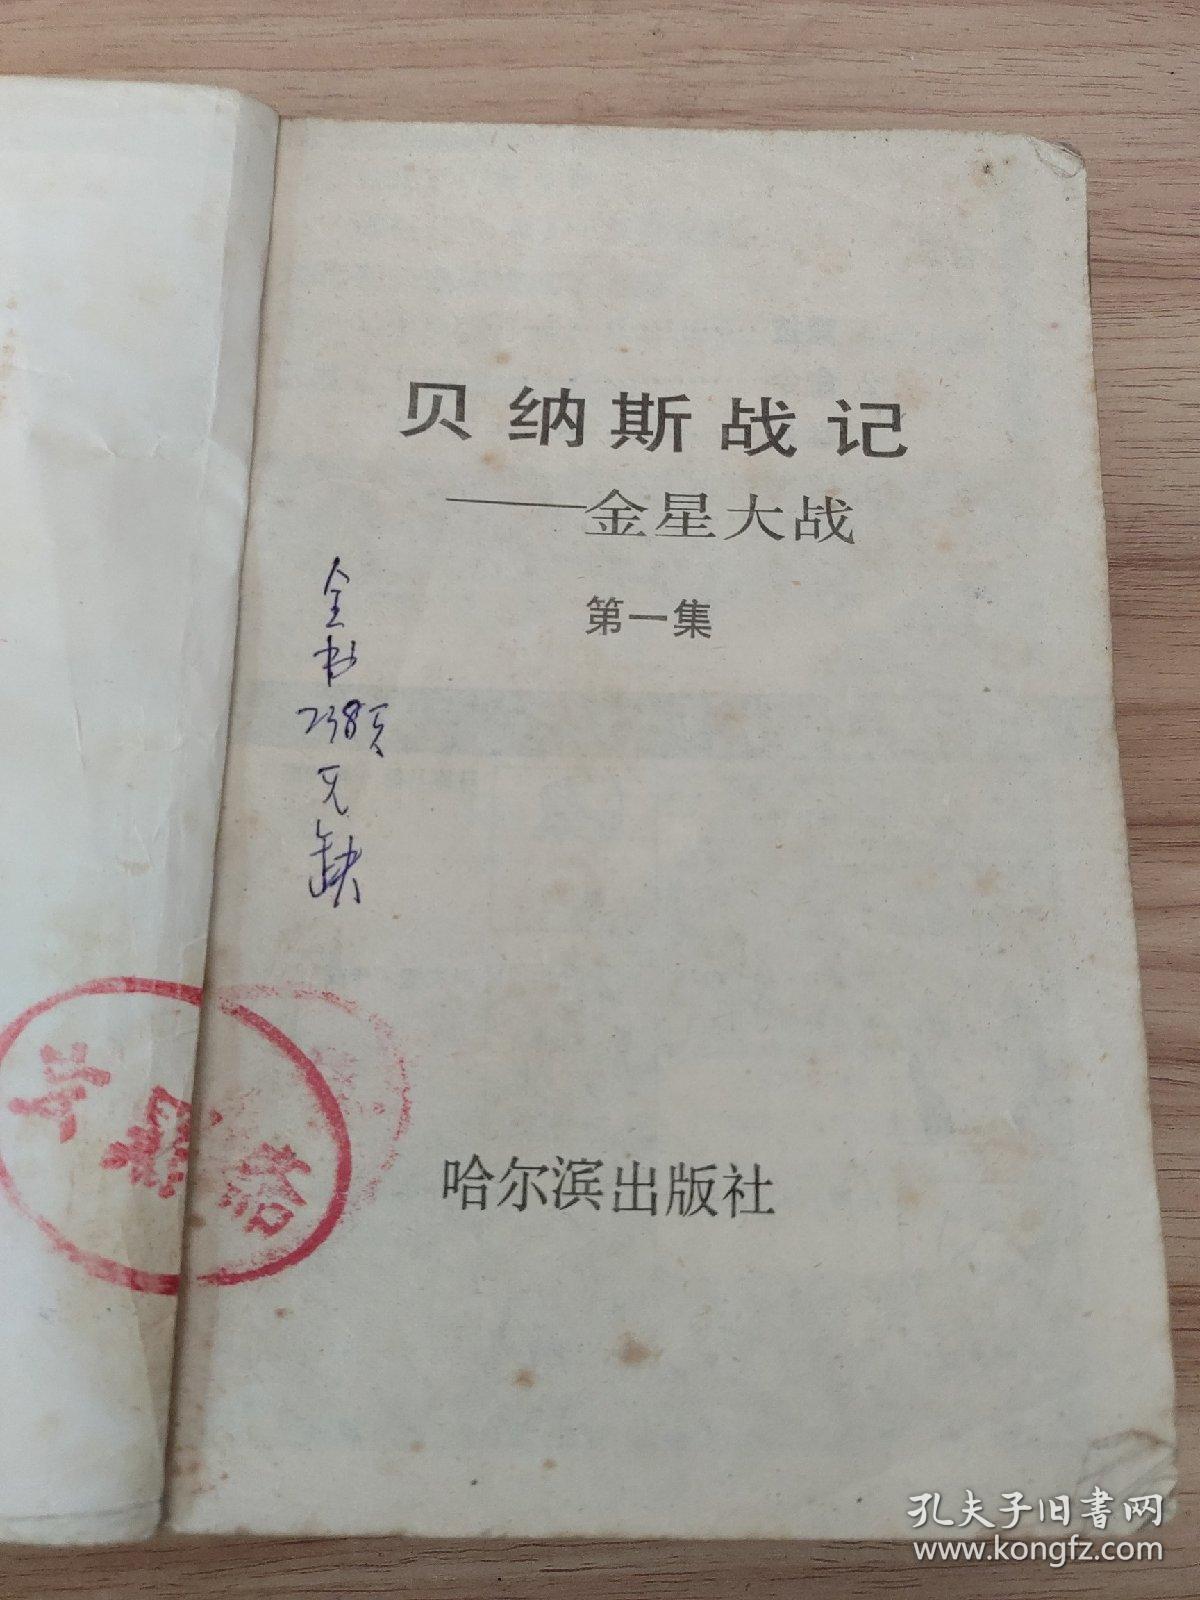 贝纳斯战记
——金星大战
第一集
全书
238页
无缺
哈尔滨出版社
孔夫子旧书网
www.kongfz.com